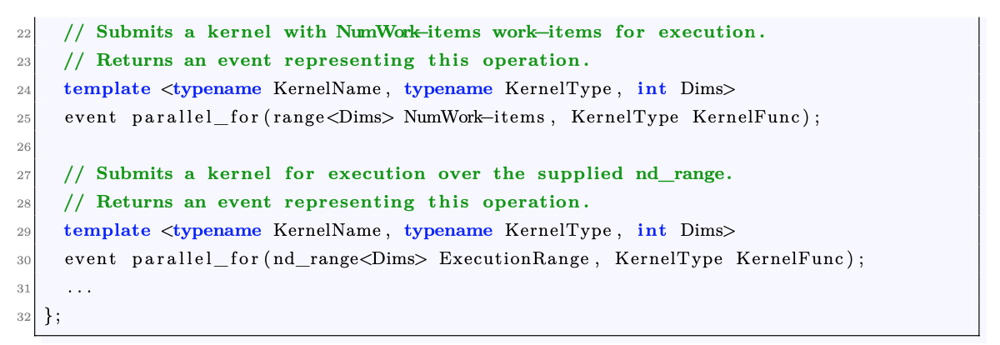 22 // Submits a kernel with NumWork-items work-items for execution.
23 // Returns an event representing this operation.
24 template <typename KernelName, typename KernelType, int Dims>
25 event parallel_for(range<Dims> NumWork-items, KernelType KernelFunc);
26
27 // Submits a kernel for execution over the supplied nd_range.
28 // Returns an event representing this operation.
29 template <typename KernelName, typename KernelType, int Dims>
30 event parallel_for(nd_range<Dims> ExecutionRange, KernelType KernelFunc);
31 ...
32 };